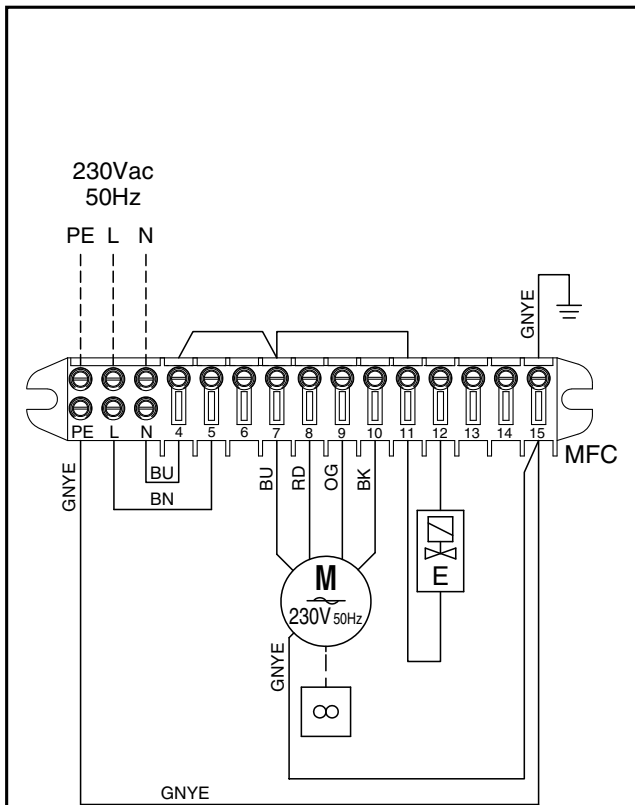 230Vac
50Hz
PE L N
GNYE
PE L N 4 5 6 7 8 9 10 11 12 13 14 15
MFC
GNYE
BU
BN
BU
RD
OG
BK
E
M
230V 50Hz
GNYE
8
GNYE